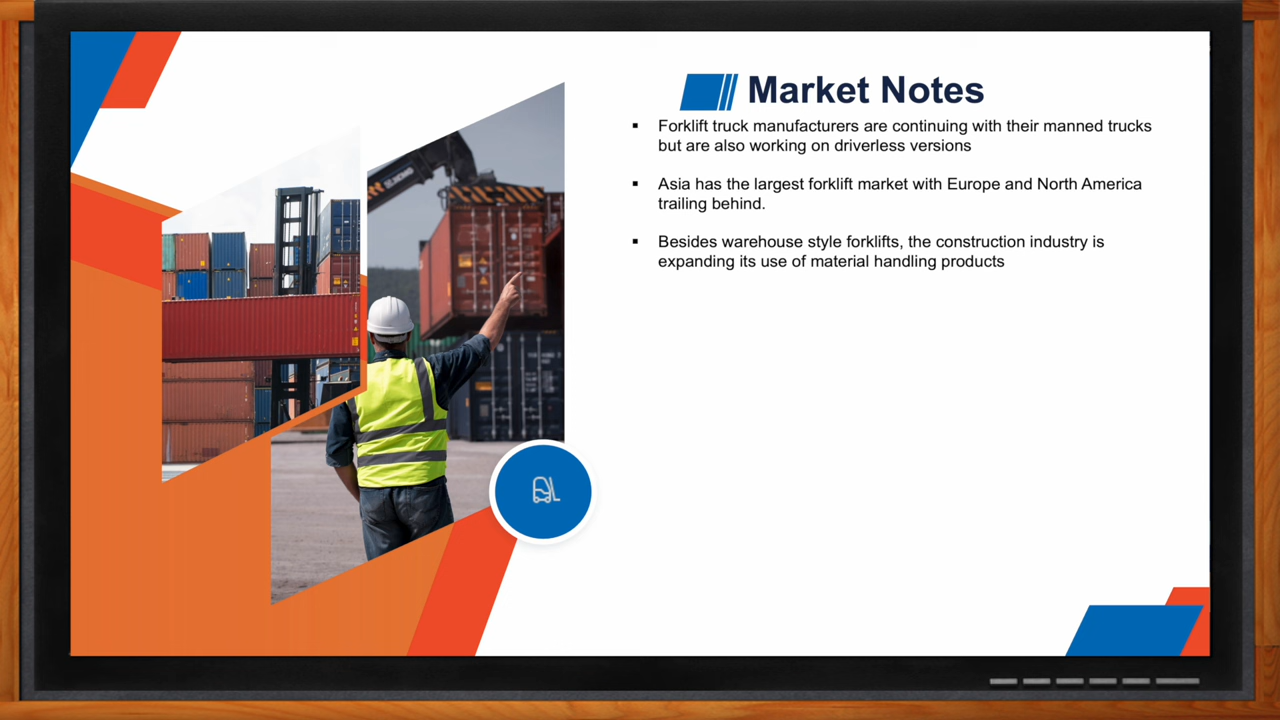 Market Notes
▪ Forklift truck manufacturers are continuing with their manned trucks
but are also working on driverless versions
▪ Asia has the largest forklift market with Europe and North America
trailing behind.
▪ Besides warehouse style forklifts, the construction industry is
expanding its use of material handling products